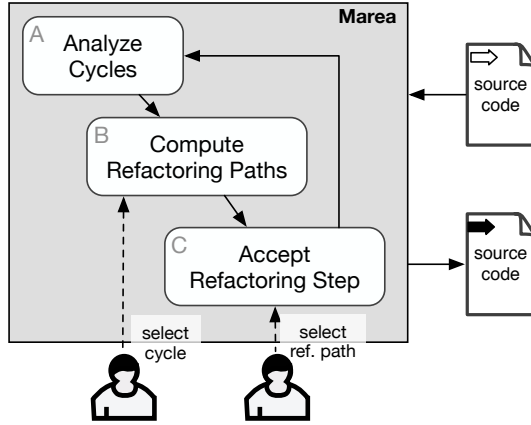 Marea
A
Analyze
Cycles
source
code
B
Compute
Refactoring Paths
C
Accept
Refactoring Step
source
code
select
cycle
select
ref. path